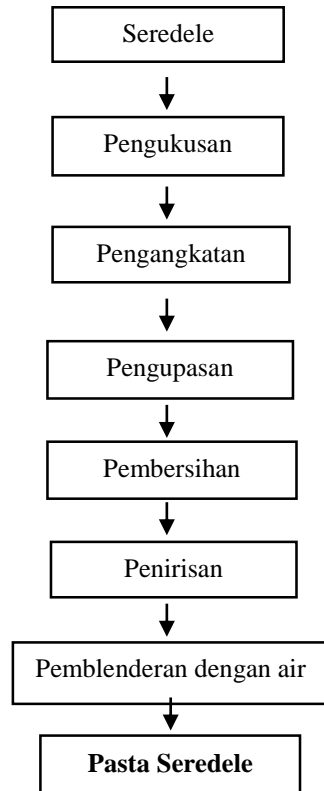 Seredele
Pengukusan
Pengangkatan
Pengupasan
Pembersihan
Penirisan
Pemblenderan dengan air
Pasta Seredele